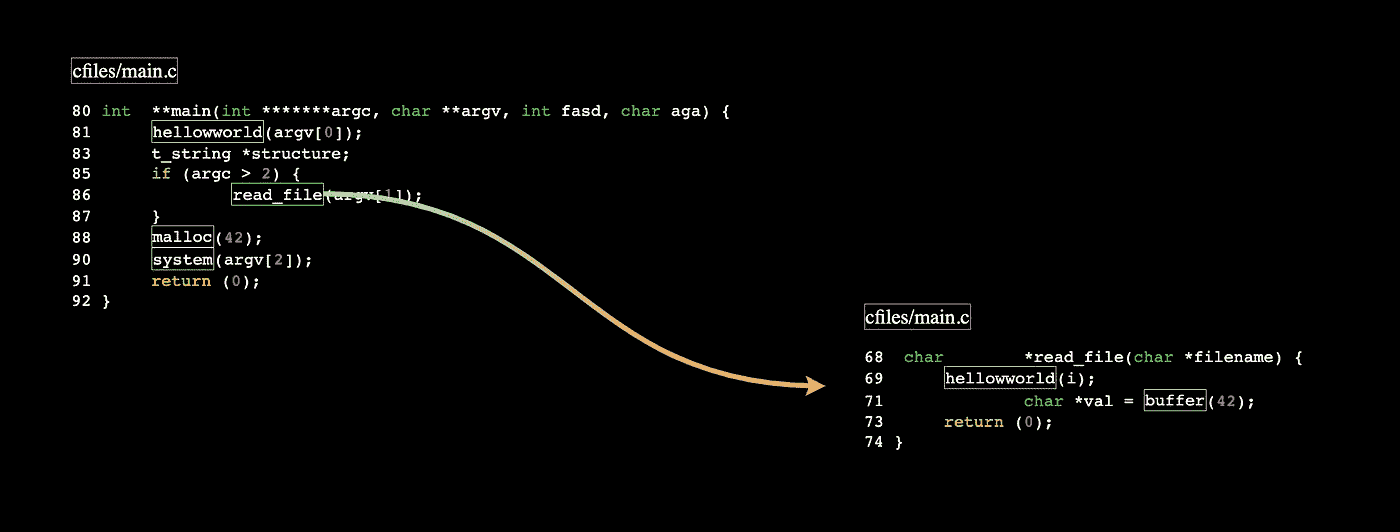 cfiles/main.c
80 int **main(int *******argc, char **argv, int fasd, char aga) {
81 hellowworld(argv[0]);
83 t_string *structure;
85 if (argc > 2) {
86 read_file(argv[1]);
87 }
88 malloc(42);
90 system(argv[2]);
91 return (0);
92 }
cfiles/main.c
68 char *read_file(char *filename) {
69 hellowworld(i);
71 char *val = buffer(42);
73 return (0);
74 }